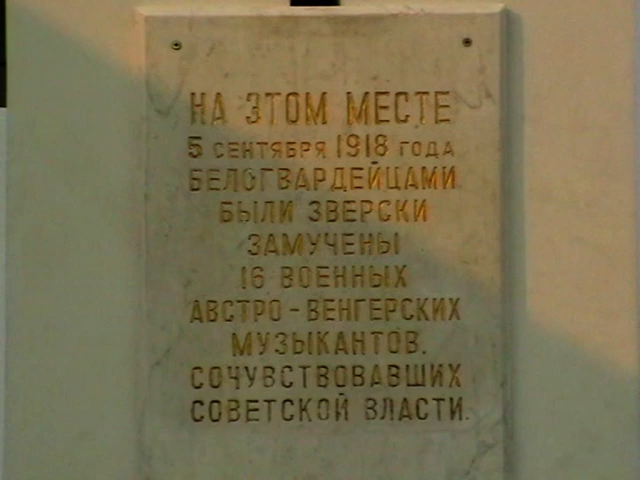 НА ЭТОМ МЕСТЕ
5 СЕНТЯБРЯ 1918 ГОДА
БЕЛОГВАРДЕЙЦАМИ
БЫЛИ ЗВЕРСКИ
ЗАМУЧЕНЫ
16 ВОЕННЫХ
АВСТРО-ВЕНГЕРСКИХ
МУЗЫКАНТОВ,
СОЧУВСТВОВАВШИХ
СОВЕТСКОЙ ВЛАСТИ.